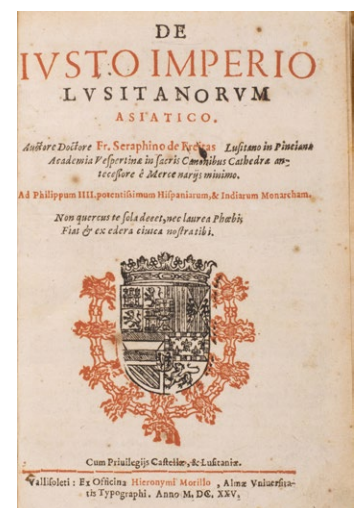 DE
IVSTO IMPERIO
LVSITANORVM
ASIATICO.
Auctore Doctore Fr. Seraphino de Freitas Lusitano in Pinciana
Academia Vespertinæ in sacris Canonibus Cathedræ an-
tecessore è Mercenarijs minimo.
Ad Philippum IIII. potentissimum Hispaniarum, & Indiarum Monarcham.
Non quercus te sola decet, nec laurea Phœbi,
Fiat & ex edera ciuica nostra tibi.
Cum Priuilegijs Castellæ, & Lusitaniæ.
Vallisoleti : Ex Officina Hieronymi Morillo , Almæ Vniuersita-
tis Typographi. Anno M. DC. XXV.